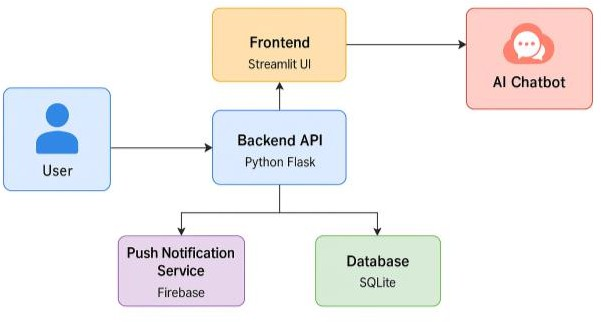 Frontend
Streamlit UI
AI Chatbot
User
Backend API
Python Flask
Push Notification
Service
Firebase
Database
SQLite